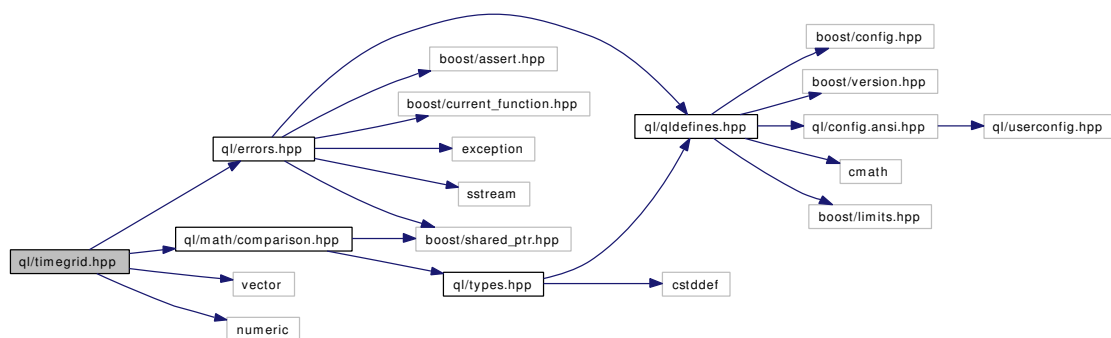 boost/config.hpp
boost/assert.hpp
boost/version.hpp
boost/current_function.hpp
ql/qldefines.hpp
ql/config.ansi.hpp
ql/userconfig.hpp
ql/errors.hpp
exception
cmath
sstream
boost/limits.hpp
ql/math/comparison.hpp
boost/shared_ptr.hpp
ql/timegrid.hpp
vector
ql/types.hpp
cstddef
numeric